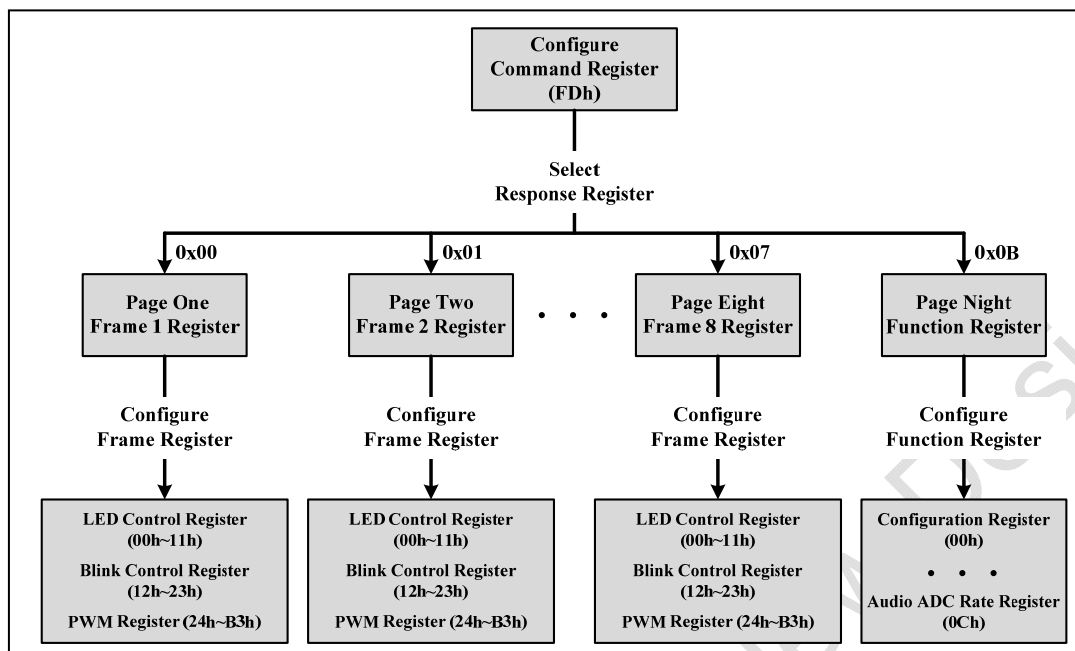 Configure
Command Register
(FDh)
Select
Response Register
0x00
0x01
0x07
0x0B
Page One
Frame 1 Register
Page Two
Frame 2 Register
• • •
Page Eight
Frame 8 Register
Page Night
Function Register
Configure
Frame Register
Configure
Frame Register
Configure
Frame Register
Configure
Function Register
LED Control Register
(00h~11h)
Blink Control Register
(12h~23h)
PWM Register (24h~B3h)
LED Control Register
(00h~11h)
Blink Control Register
(12h~23h)
PWM Register (24h~B3h)
LED Control Register
(00h~11h)
Blink Control Register
(12h~23h)
PWM Register (24h~B3h)
Configuration Register
(00h)
• • •
Audio ADC Rate Register
(0Ch)